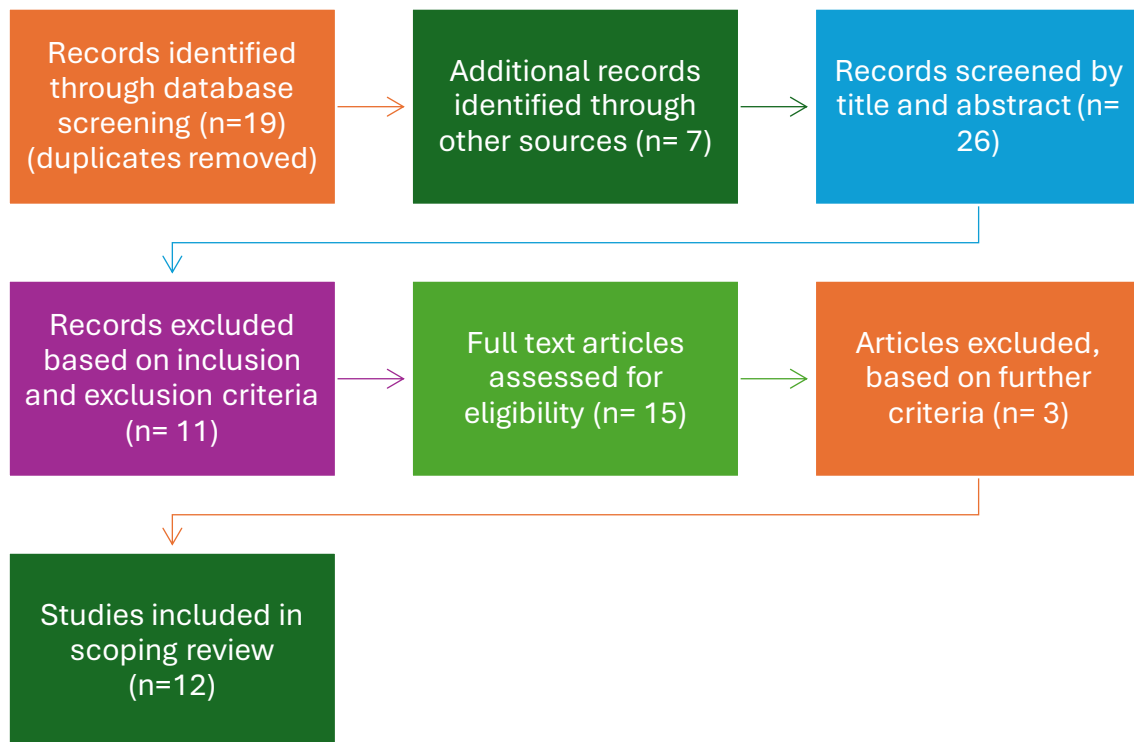 Records identified
through database
screening (n=19)
(duplicates removed)
Additional records
identified through
other sources (n= 7)
Records screened by
title and abstract (n=
26)
Records excluded
based on inclusion
and exclusion criteria
(n= 11)
Full text articles
assessed for
eligibility (n= 15)
Articles excluded,
based on further
criteria (n= 3)
Studies included in
scoping review
(n=12)